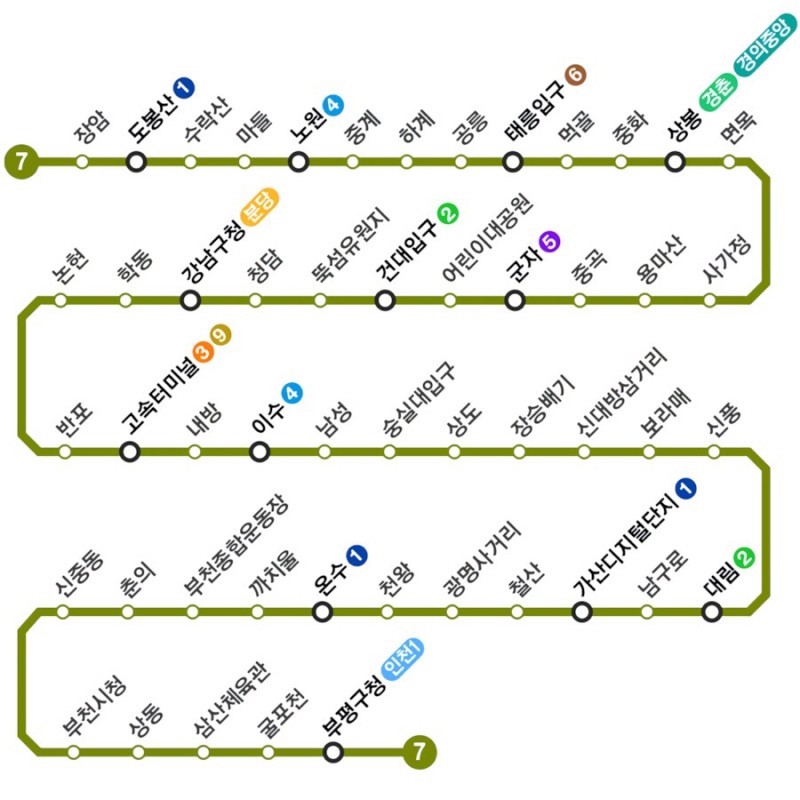 7
장암
도봉산 1
수락산
마들
노원 4
중계
하계
공릉
태릉입구 6
먹골
중화
상봉 경춘 경의중앙
면목
논현
학동
강남구청 분당
청담
뚝섬유원지
건대입구 2
어린이대공원
군자 5
중곡
용마산
사가정
반포
고속터미널 3 9
내방
이수 4
남성
숭실대입구
상도
장승배기
신대방삼거리
보라매
신풍
신중동
춘의
부천종합운동장
까치울
온수 1
천왕
광명사거리
철산
가산디지털단지 1
남구로
대림 2
부천시청
상동
삼산체육관
굴포천
부평구청 인천1
7